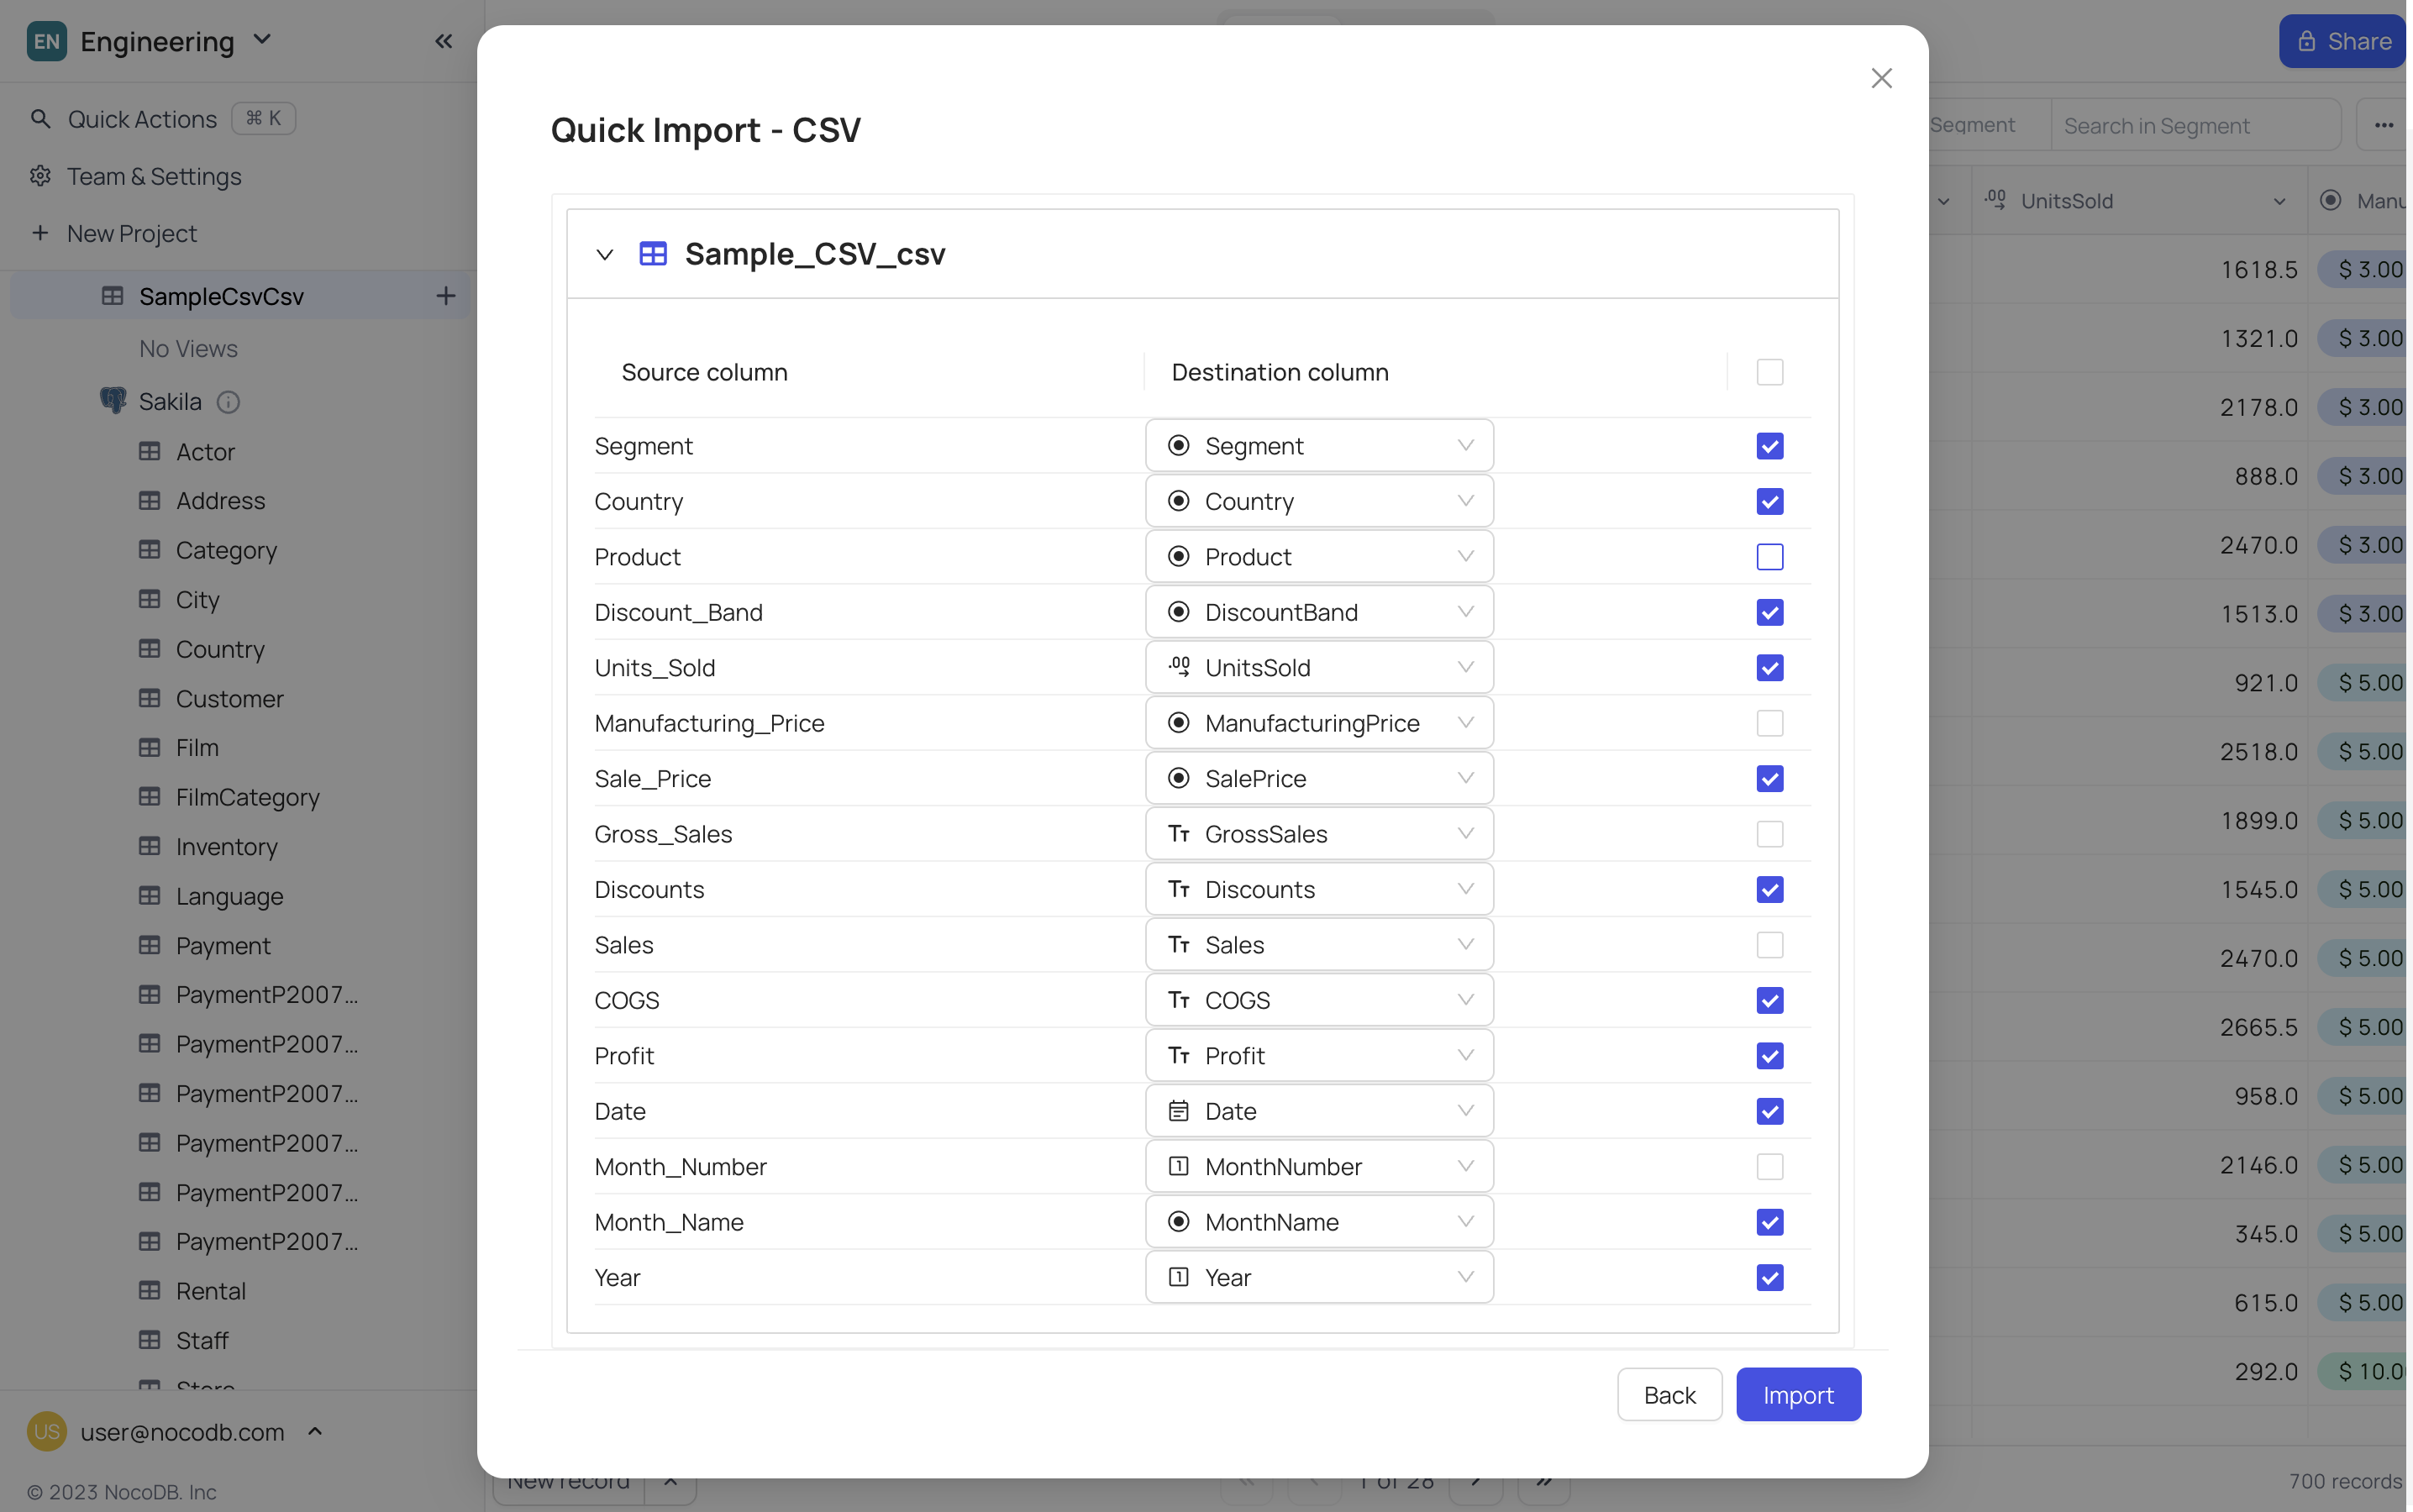 EN Engineering
Quick Actions ⌘ K
Team & Settings
New Project
SampleCsvCsv
No Views
Sakila
Actor
Address
Category
City
Country
Customer
Film
FilmCategory
Inventory
Language
Payment
PaymentP2007...
PaymentP2007...
PaymentP2007...
PaymentP2007...
PaymentP2007...
PaymentP2007...
Rental
Staff
Store
US user@nocodb.com
© 2023 NocoDB. Inc
Quick Import - CSV
Sample_CSV_csv
Source column Destination column
Segment Segment
Country Country
Product Product
Discount_Band DiscountBand
Units_Sold UnitsSold
Manufacturing_Price ManufacturingPrice
Sale_Price SalePrice
Gross_Sales GrossSales
Discounts Discounts
Sales Sales
COGS COGS
Profit Profit
Date Date
Month_Number MonthNumber
Month_Name MonthName
Year Year
Back Import
Share
Segment Search in Segment
UnitsSold Manu
1618.5 $ 3.00
1321.0 $ 3.00
2178.0 $ 3.00
888.0 $ 3.00
2470.0 $ 3.00
1513.0 $ 3.00
921.0 $ 5.00
2518.0 $ 5.00
1899.0 $ 5.00
1545.0 $ 5.00
2470.0 $ 5.00
2665.5 $ 5.00
958.0 $ 5.00
2146.0 $ 5.00
345.0 $ 5.00
615.0 $ 5.00
292.0 $ 10.0
New record 1 of 28 700 records